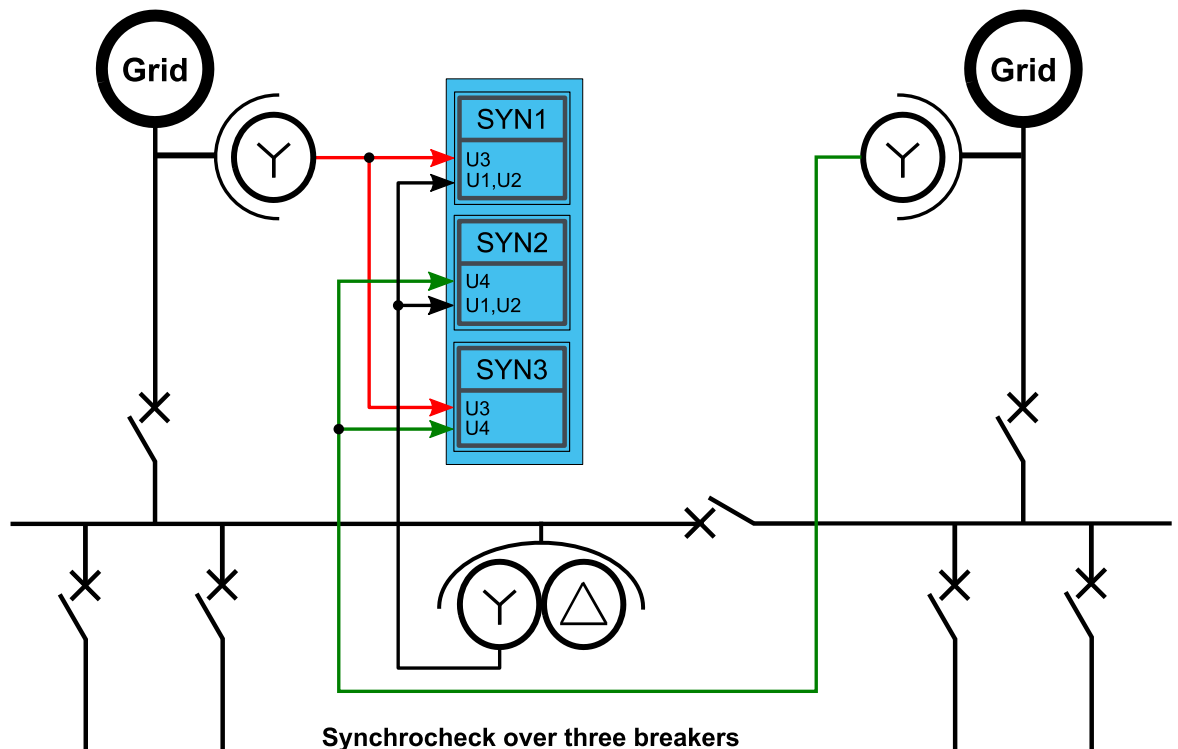 Grid
Grid
SYN1
U3
U1,U2
SYN2
U4
U1,U2
SYN3
U3
U4
Synchrocheck over three breakers